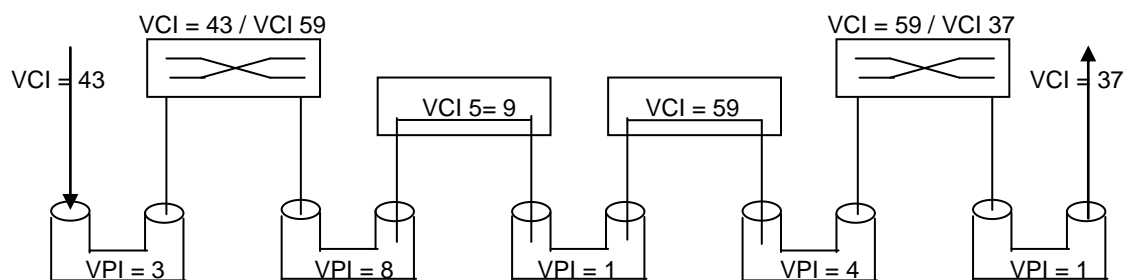 VCI = 43 / VCI 59
VCI = 59 / VCI 37
VCI = 43
VCI 5= 9
VCI = 59
VCI = 37
VPI = 3
VPI = 8
VPI = 1
VPI = 4
VPI = 1